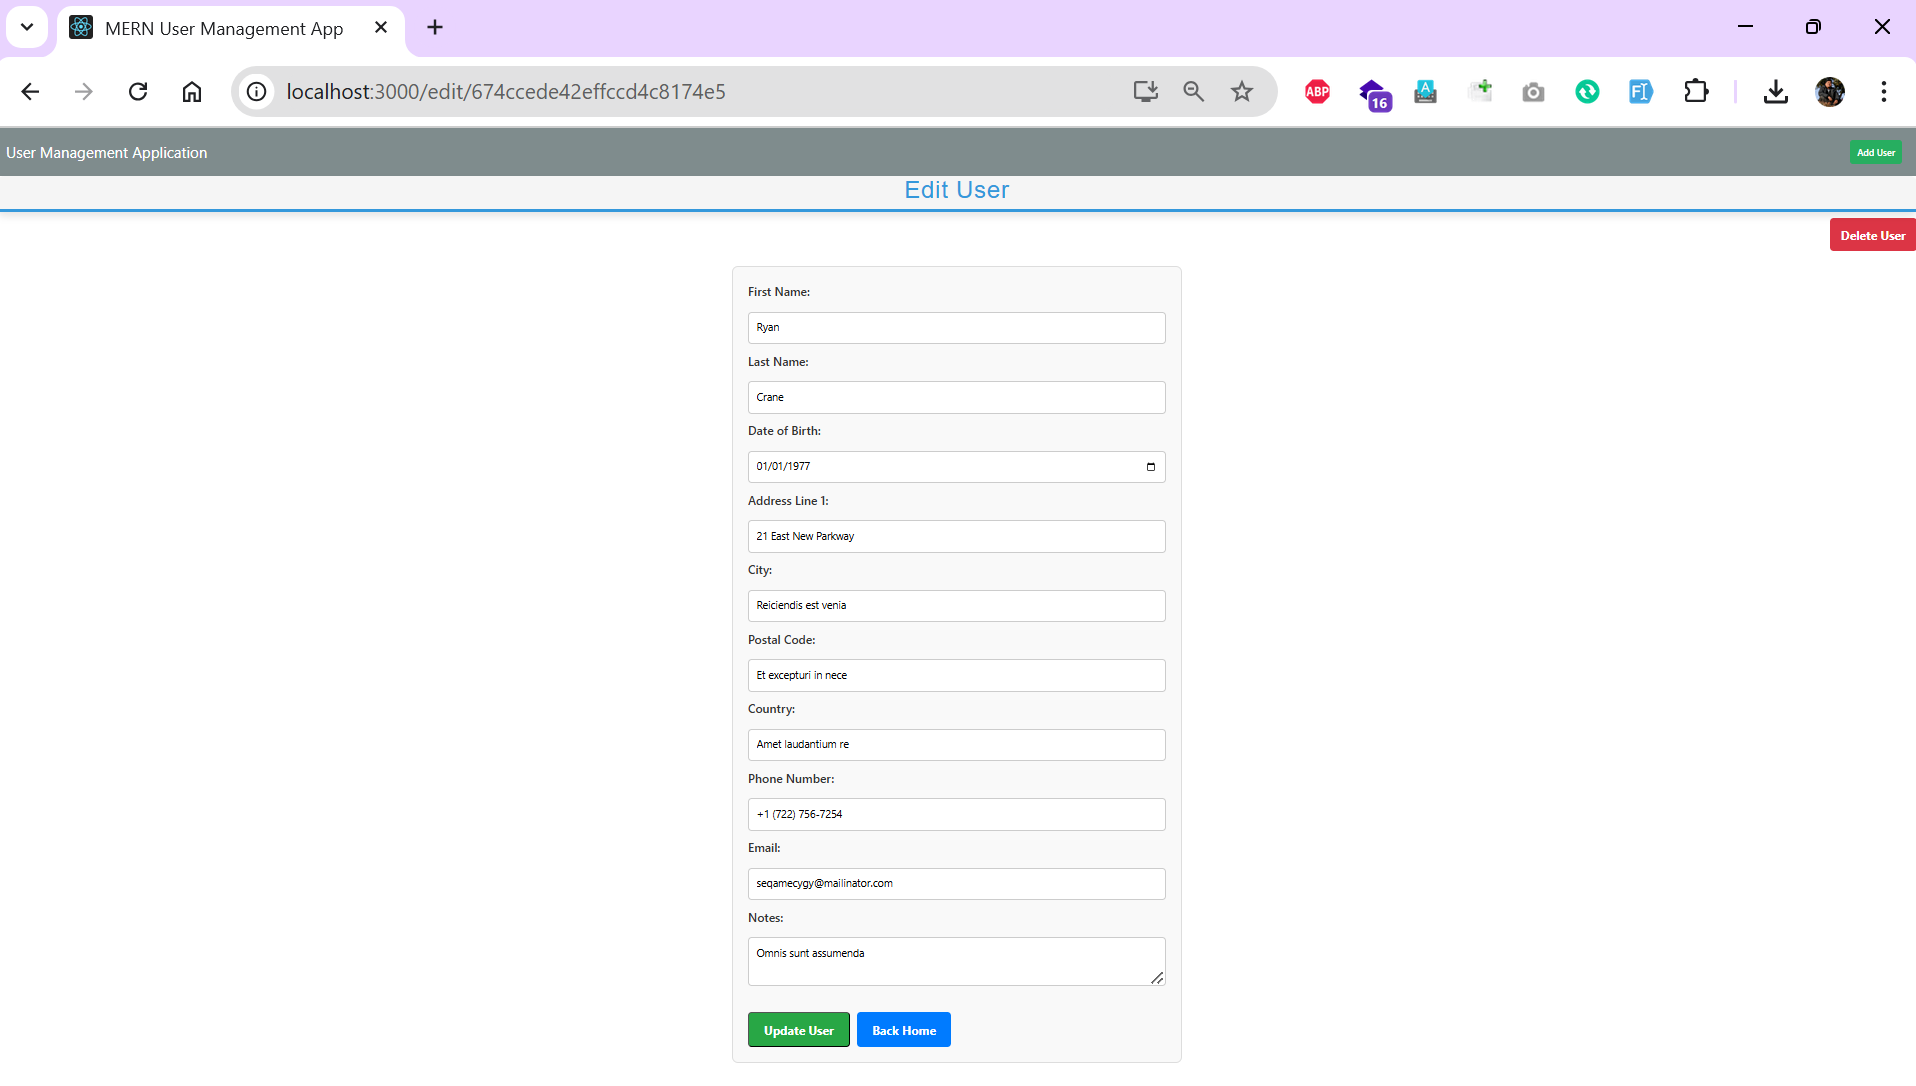 MERN User Management App
localhost:3000/edit/674ccede42effccd4c8174e5
ABP
16
A
FI
User Management Application
Add User
Edit User
Delete User
First Name:
Ryan
Last Name:
Crane
Date of Birth:
01/01/1977
Address Line 1:
21 East New Parkway
City:
Reiciendis est venia
Postal Code:
Et excepturi in nece
Country:
Amet laudantium re
Phone Number:
+1 (722) 756-7254
Email:
seqamecygy@mailinator.com
Notes:
Omnis sunt assumenda
Update User
Back Home